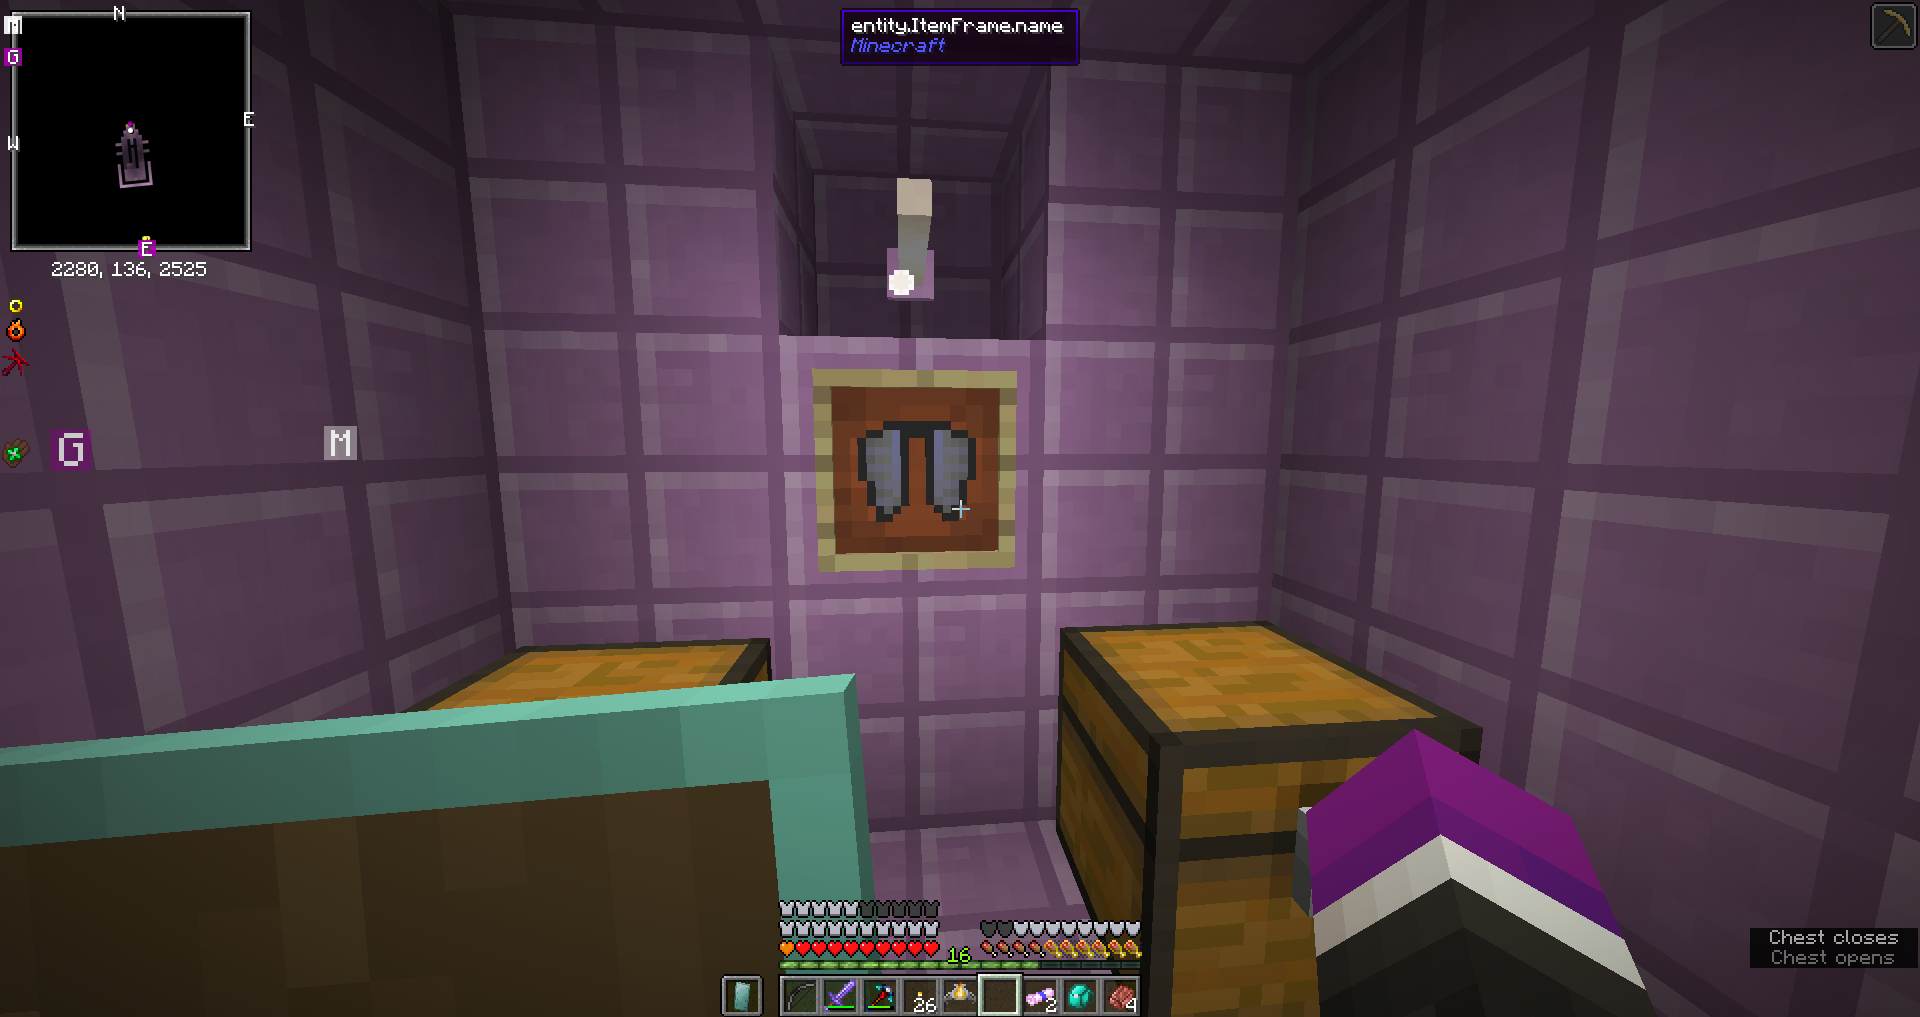 N
M
G
E
W
E
2280, 136, 2525
entity.ItemFrame.name
Minecraft
G
M
Chest closes
Chest opens
16
26
2
4